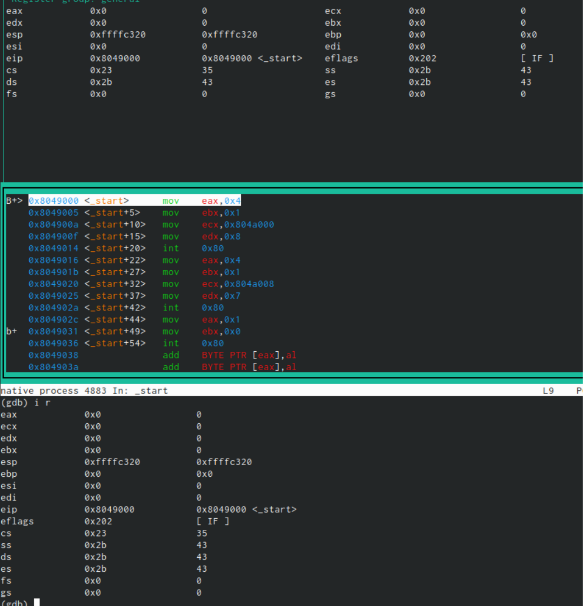 Register group: general
eax 0x0 0 ecx 0x0 0
edx 0x0 0 ebx 0x0 0
esp 0xffffc320 0xffffc320 ebp 0x0 0x0
esi 0x0 0 edi 0x0 0
eip 0x8049000 0x8049000 <_start> eflags 0x202 [ IF ]
cs 0x23 35 ss 0x2b 43
ds 0x2b 43 es 0x2b 43
fs 0x0 0 gs 0x0 0
B+> 0x8049000 <_start> mov eax,0x4
0x8049005 <_start+5> mov ebx,0x1
0x804900a <_start+10> mov ecx,0x804a000
0x804900f <_start+15> mov edx,0x8
0x8049014 <_start+20> int 0x80
0x8049016 <_start+22> mov eax,0x4
0x804901b <_start+27> mov ebx,0x1
0x8049020 <_start+32> mov ecx,0x804a008
0x8049025 <_start+37> mov edx,0x7
0x804902a <_start+42> int 0x80
0x804902c <_start+44> mov eax,0x1
b+ 0x8049031 <_start+49> mov ebx,0x0
0x8049036 <_start+54> int 0x80
0x8049038 add BYTE PTR [eax],al
0x804903a add BYTE PTR [eax],al
native process 4883 In: _start L9 P
(gdb) i r
eax 0x0 0
ecx 0x0 0
edx 0x0 0
ebx 0x0 0
esp 0xffffc320 0xffffc320
ebp 0x0 0x0
esi 0x0 0
edi 0x0 0
eip 0x8049000 0x8049000 <_start>
eflags 0x202 [ IF ]
cs 0x23 35
ss 0x2b 43
ds 0x2b 43
es 0x2b 43
fs 0x0 0
gs 0x0 0
(gdb)